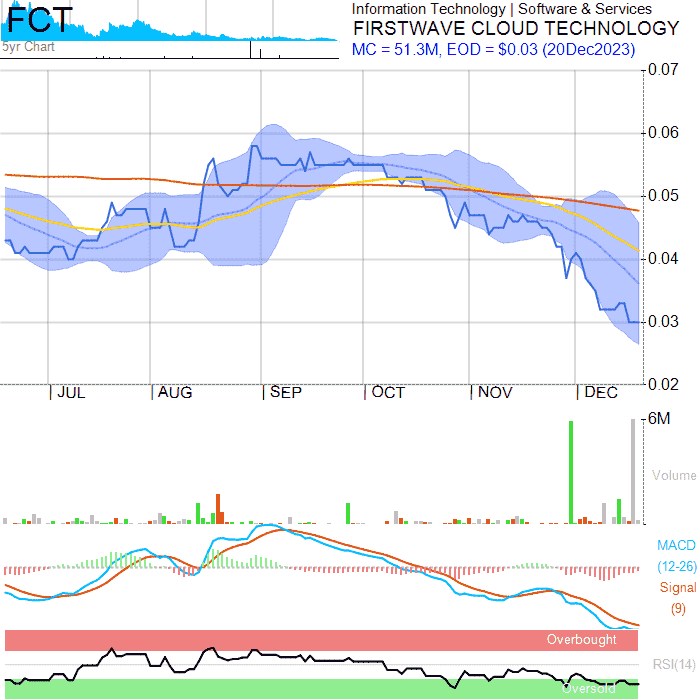 FCT
5yr Chart
Information Technology | Software & Services
FIRSTWAVE CLOUD TECHNOLOGY
MC = 51.3M, EOD = $0.03 (20Dec2023)
0.07
0.06
0.05
0.04
0.03
0.02
JUL AUG SEP OCT NOV DEC
6M
Volume
MACD
(12-26)
Signal
(9)
Overbought
RSI(14)
Oversold